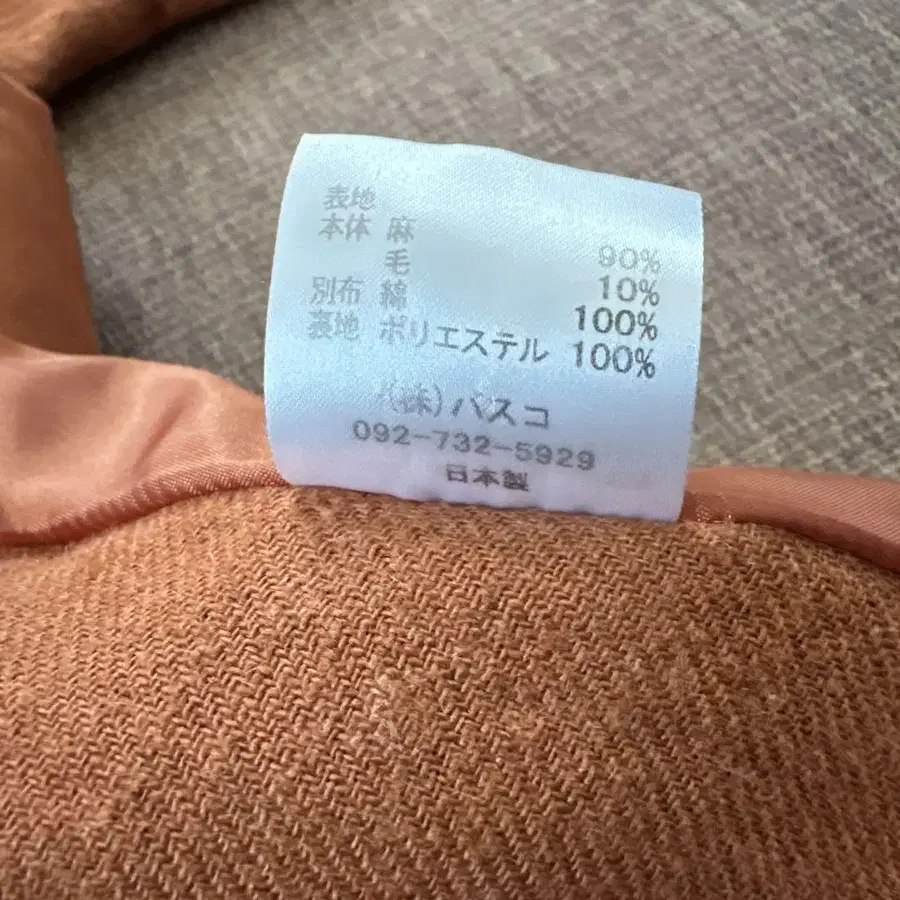 表地
本体 麻 90%
毛 10%
別布 綿 100%
裏地 ポリエステル 100%
(株)パスコ
092-732-5929
日本製